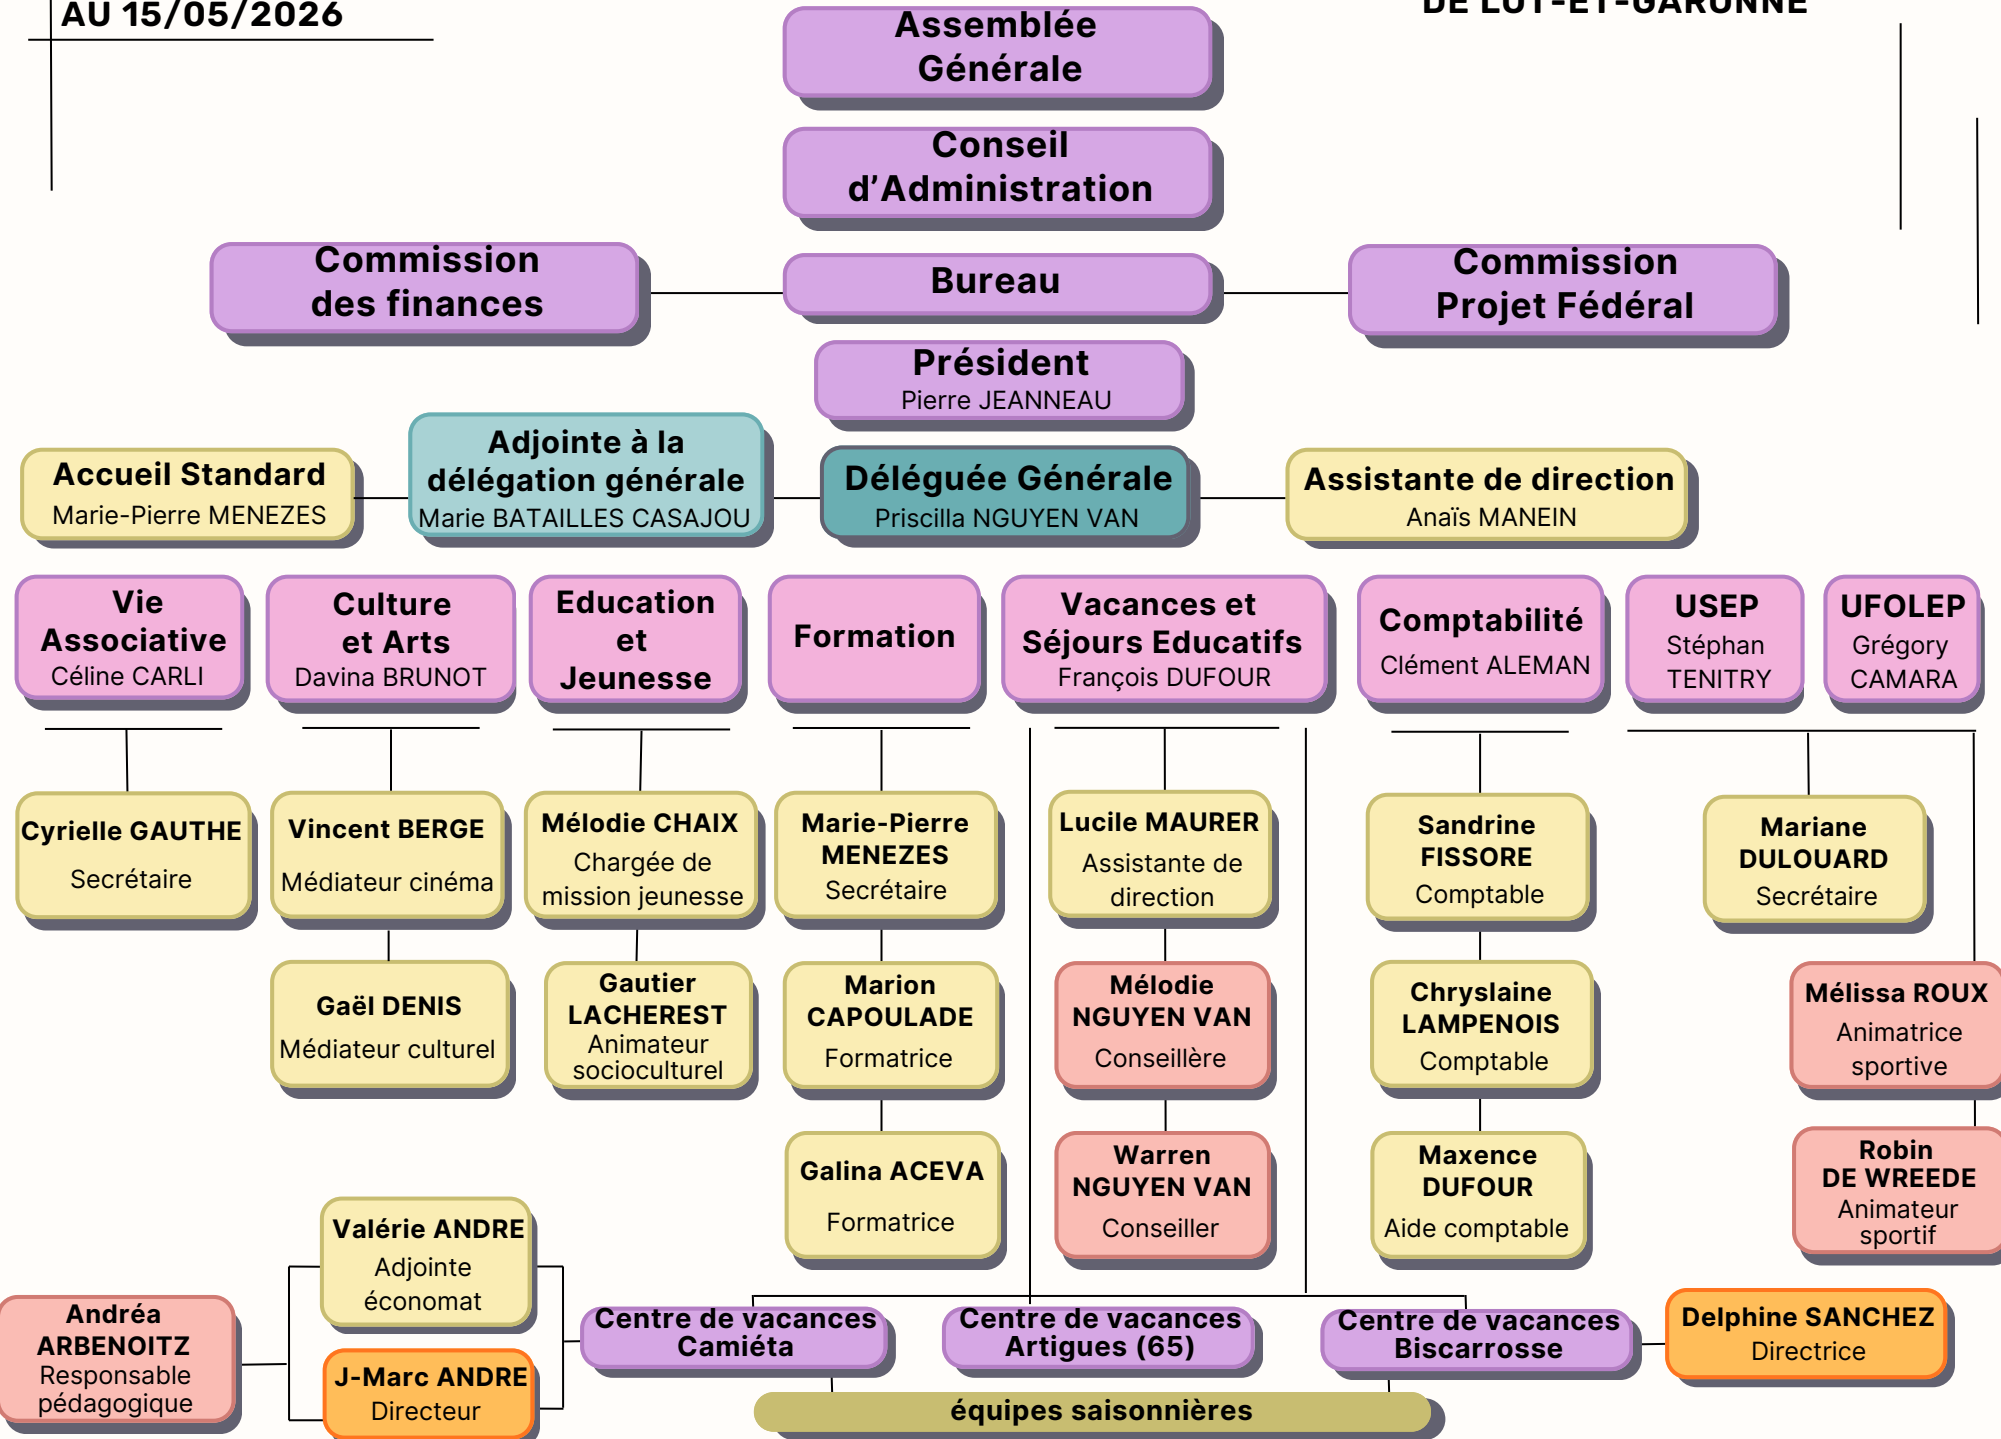 AU 15/05/2026
DE LOT-ET-GARONNE
Assemblée
Générale
Conseil
d’Administration
Commission
des finances
Bureau
Commission
Projet Fédéral
Président
Pierre JEANNEAU
Accueil Standard
Marie-Pierre MENEZES
Adjointe à la
délégation générale
Marie BATAILLES CASAJOU
Déléguée Générale
Priscilla NGUYEN VAN
Assistante de direction
Anaïs MANEIN
Vie
Associative
Céline CARLI
Culture
et Arts
Davina BRUNOT
Education
et
Jeunesse
Formation
Vacances et
Séjours Educatifs
François DUFOUR
Comptabilité
Clément ALEMAN
USEP
Stéphan
TENITRY
UFOLEP
Grégory
CAMARA
Cyrielle GAUTHE
Secrétaire
Vincent BERGE
Médiateur cinéma
Mélodie CHAIX
Chargée de
mission jeunesse
Marie-Pierre
MENEZES
Secrétaire
Lucile MAURER
Assistante de
direction
Sandrine
FISSORE
Comptable
Mariane
DULOUARD
Secrétaire
Gaël DENIS
Médiateur culturel
Gautier
LACHEREST
Animateur
socioculturel
Marion
CAPOULADE
Formatrice
Mélodie
NGUYEN VAN
Conseillère
Chryslaine
LAMPENOIS
Comptable
Mélissa ROUX
Animatrice
sportive
Galina ACEVA
Formatrice
Warren
NGUYEN VAN
Conseiller
Maxence
DUFOUR
Aide comptable
Robin
DE WREEDE
Animateur
sportif
Valérie ANDRE
Adjointe
économat
Andréa
ARBENOITZ
Responsable
pédagogique
J-Marc ANDRE
Directeur
Centre de vacances
Camiéta
Centre de vacances
Artigues (65)
Centre de vacances
Biscarrosse
Delphine SANCHEZ
Directrice
équipes saisonnières